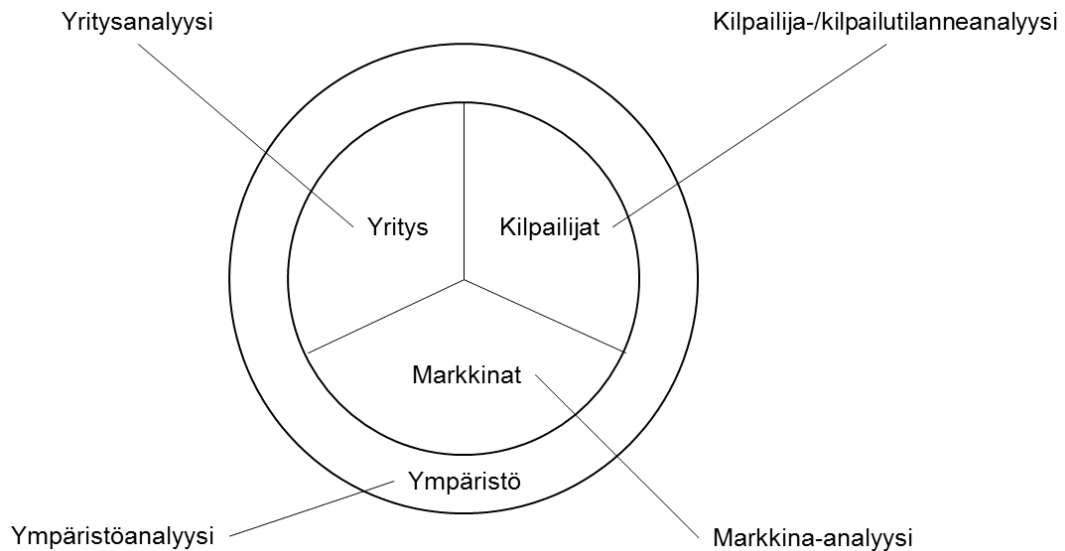 Yritysanalyysi
Kilpailija-/kilpailutilanneanalyysi
Yritys
Kilpailijat
Markkinat
Ympäristö
Ympäristöanalyysi
Markkina-analyysi